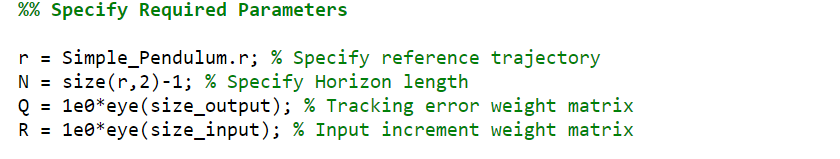 %% Specify Required Parameters
r = Simple_Pendulum.r; % Specify reference trajectory
N = size(r,2)-1; % Specify Horizon length
Q = 1e0*eye(size_output); % Tracking error weight matrix
R = 1e0*eye(size_input); % Input increment weight matrix